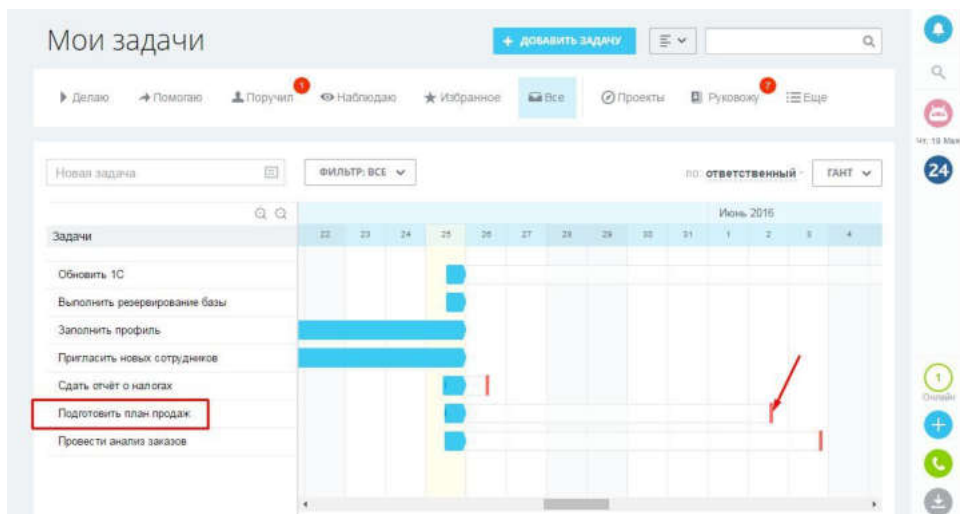 Мои задачи
+ ДОБАВИТЬ ЗАДАЧУ
Делаю Помогаю Поручил 1 Наблюдаю Избранное Все Проекты Руковожу 7 Еще
Чт, 19 Мая
24
Новая задача
ФИЛЬТР: ВСЕ
по: ответственный
ГАНТ
Июнь 2016
Задачи
22 23 24 25 26 27 28 29 30 31 1 2 3 4
Обновить 1С
Выполнить резервирование базы
Заполнить профиль
Пригласить новых сотрудников
Сдать отчёт о налогах
Подготовить план продаж
Провести анализ заказов
1
Онлайн